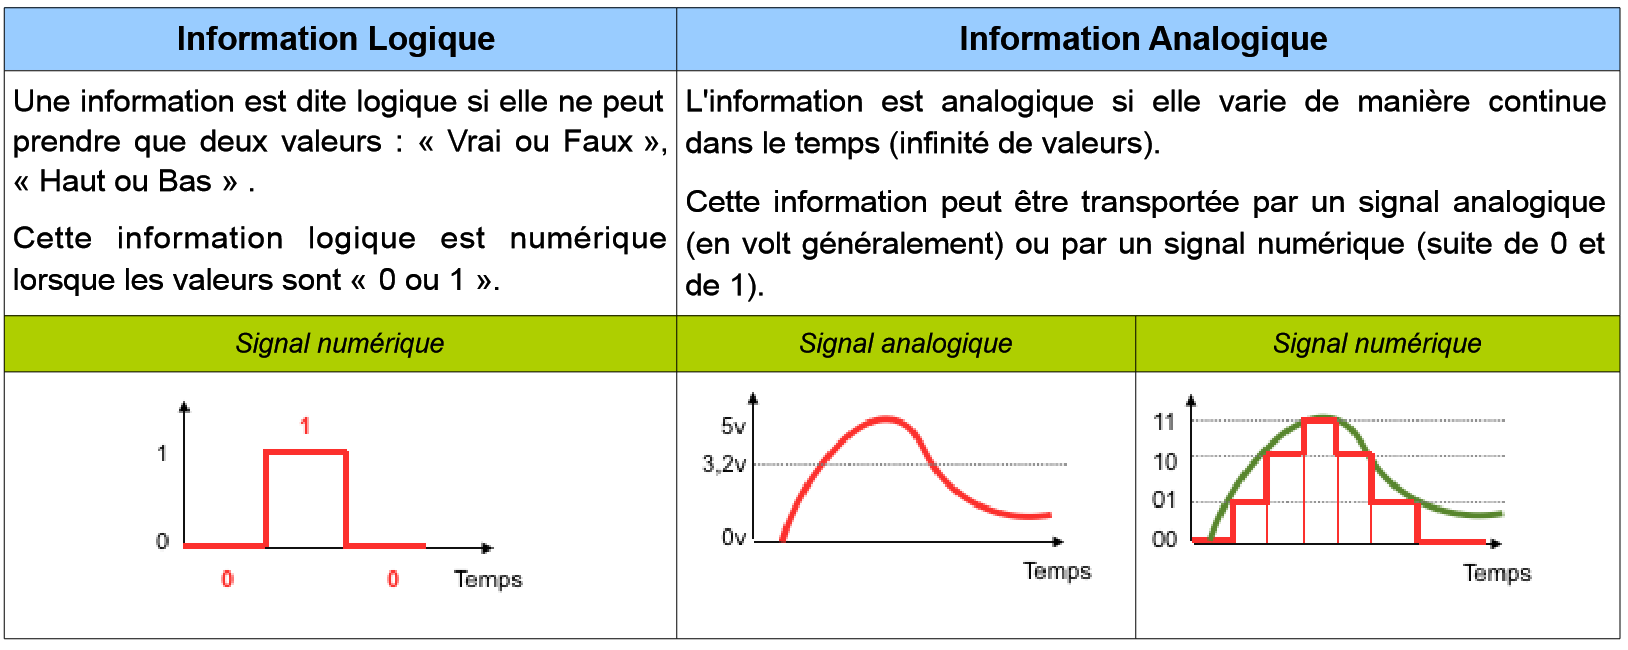 Information Logique
Information Analogique
Une information est dite logique si elle ne peut
prendre que deux valeurs : « Vrai ou Faux »,
« Haut ou Bas » .
Cette information logique est numérique
lorsque les valeurs sont « 0 ou 1 ».
L'information est analogique si elle varie de manière continue
dans le temps (infinité de valeurs).
Cette information peut être transportée par un signal analogique
(en volt généralement) ou par un signal numérique (suite de 0 et
de 1).
Signal numérique
Signal analogique
Signal numérique
1
1
0
0
0
Temps
5v
3,2v
0v
Temps
11
10
01
00
Temps